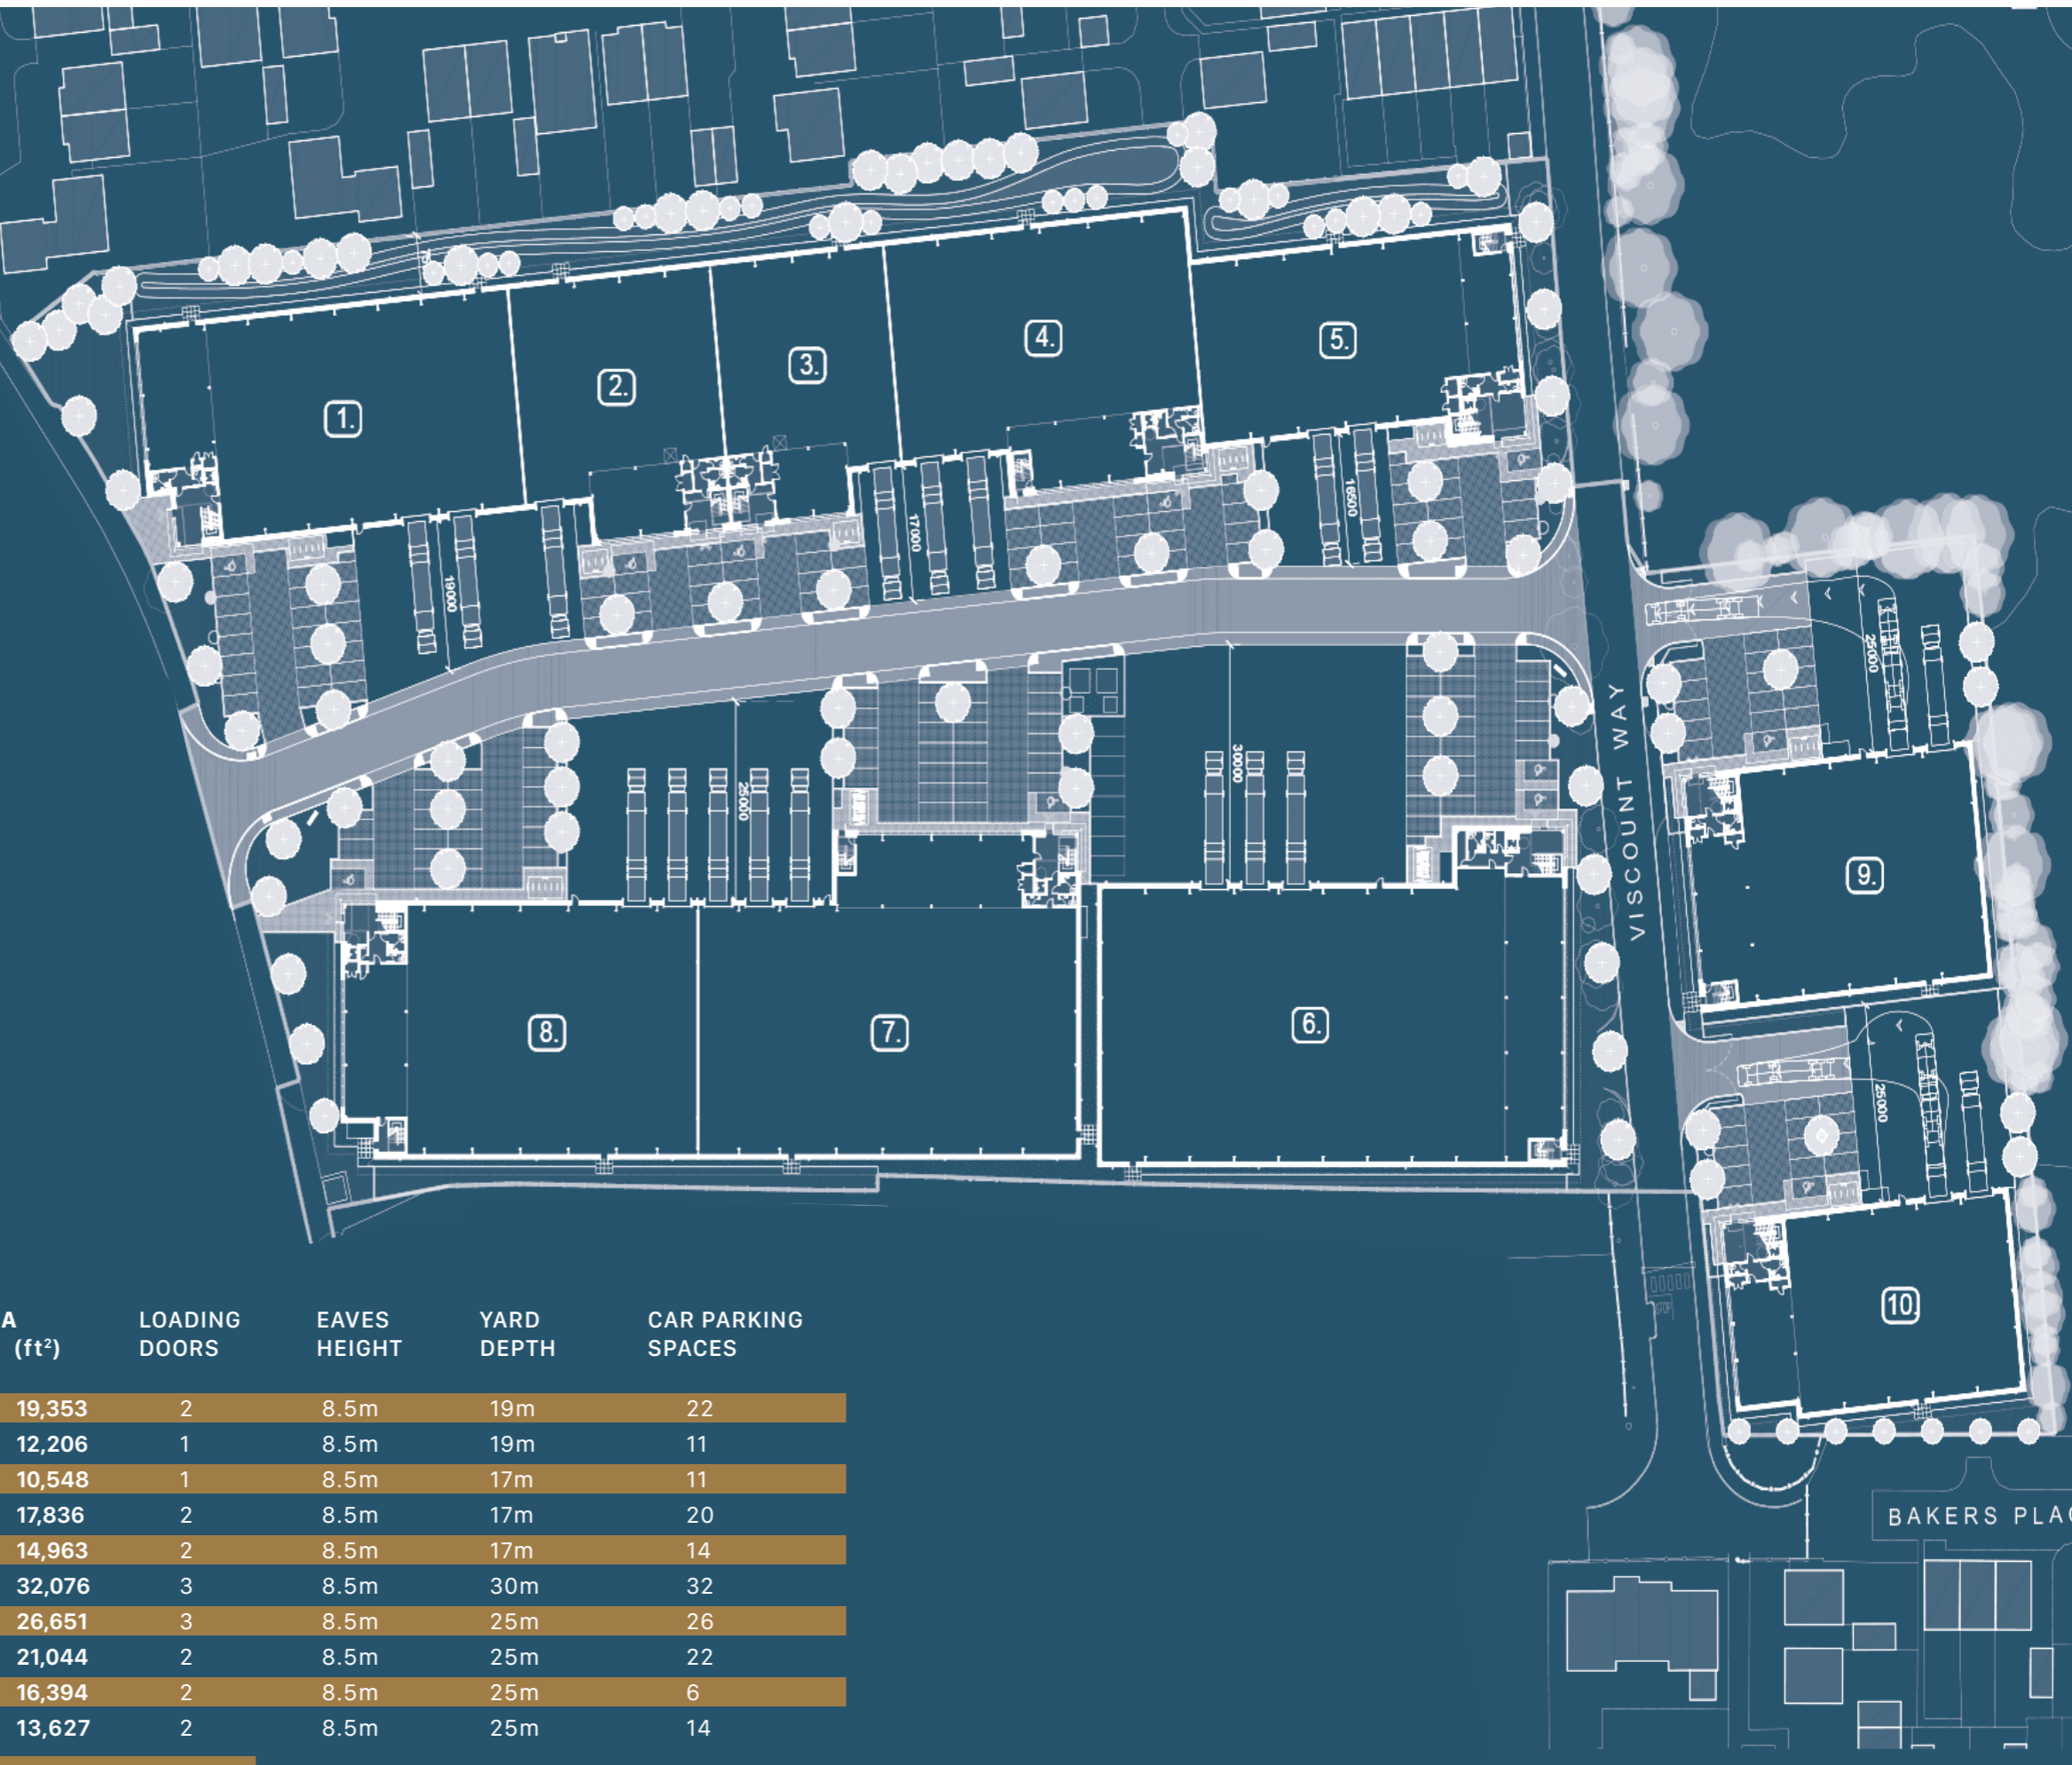 1.
2.
3.
4.
5.
19000
17000
16500
25000
25000
30000
VISCOUNT WAY
9.
8.
7.
6.
25000
10.
STOP
A LOADING EAVES YARD CAR PARKING
(ft²) DOORS HEIGHT DEPTH SPACES
19,353 2 8.5m 19m 22
12,206 1 8.5m 19m 11
10,548 1 8.5m 17m 11
17,836 2 8.5m 17m 20
14,963 2 8.5m 17m 14
32,076 3 8.5m 30m 32
26,651 3 8.5m 25m 26
21,044 2 8.5m 25m 22
16,394 2 8.5m 25m 6
13,627 2 8.5m 25m 14
BAKERS PLAC